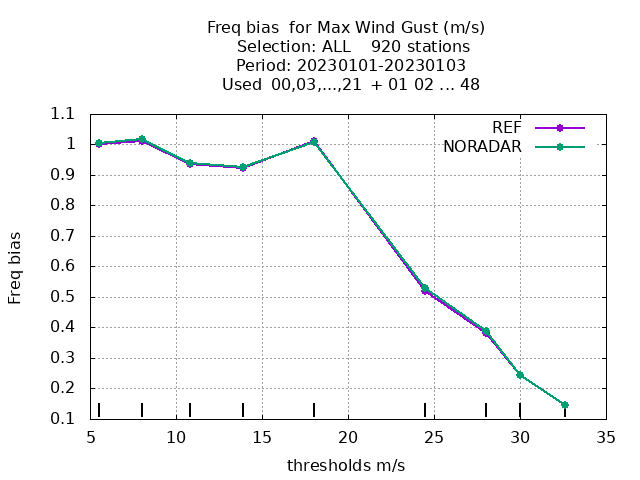 Freq bias  for Max Wind Gust (m/s)
Selection: ALL    920 stations
Period: 20230101-20230103
Used  00,03,...,21  + 01 02 ... 48
REF
NORADAR
1.1
1
0.9
0.8
0.7
0.6
0.5
0.4
0.3
0.2
0.1
Freq bias
5 10 15 20 25 30 35
thresholds m/s